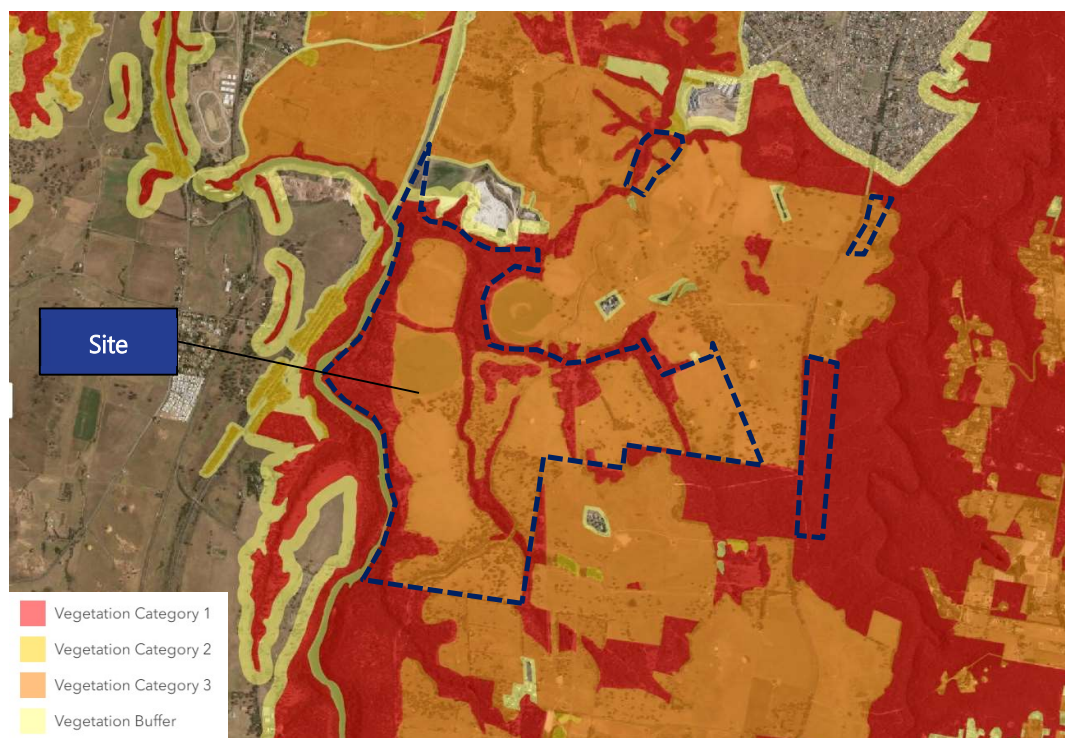 Site
Vegetation Category 1
Vegetation Category 2
Vegetation Category 3
Vegetation Buffer